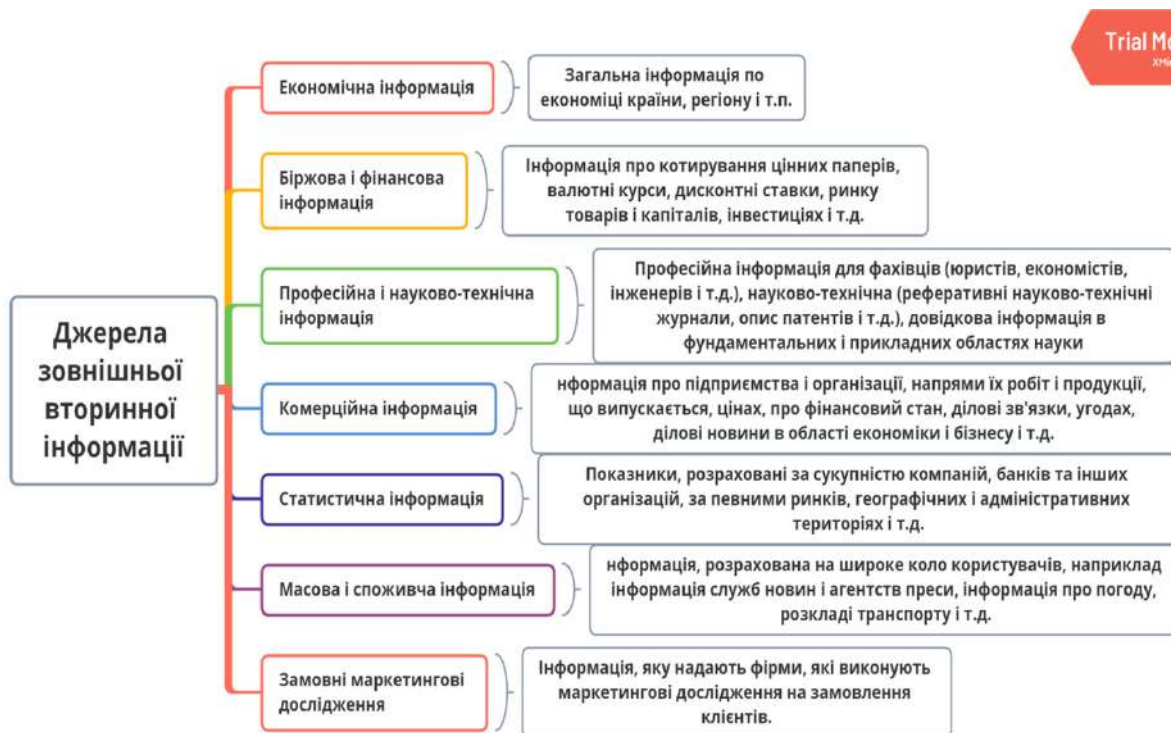 Trial Mo
XMi
Економічна інформація
Загальна інформація по
економіці країни, регіону і т.п.
Біржова і фінансова
інформація
Інформація про котирування цінних паперів,
валютні курси, дисконтні ставки, ринку
товарів і капіталів, інвестиціях і т.д.
Професійна і науково-технічна
інформація
Професійна інформація для фахівців (юристів, економістів,
інженерів і т.д.), науково-технічна (реферативні науково-технічні
журнали, опис патентів і т.д.), довідкова інформація в
фундаментальних і прикладних областях науки
Джерела
зовнішньої
вторинної
інформації
Комерційна інформація
нформація про підприємства і організації, напрями їх робіт і продукції,
що випускається, цінах, про фінансовий стан, ділові зв'язки, угодах,
ділові новини в області економіки і бізнесу і т.д.
Статистична інформація
Показники, розраховані за сукупністю компаній, банків та інших
організацій, за певними ринків, географічних і адміністративних
територіях і т.д.
Масова і споживча інформація
нформація, розрахована на широке коло користувачів, наприклад
інформація служб новин і агентств преси, інформація про погоду,
розкладі транспорту і т.д.
Замовні маркетингові
дослідження
Інформація, яку надають фірми, які виконують
маркетингові дослідження на замовлення
клієнтів.